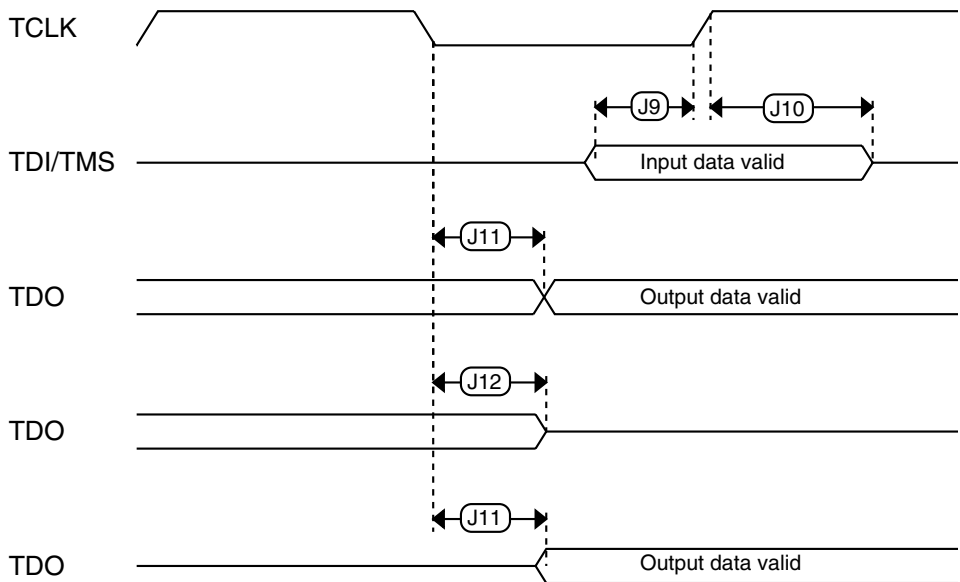 TCLK
J9
J10
TDI/TMS
Input data valid
J11
TDO
Output data valid
J12
TDO
J11
TDO
Output data valid